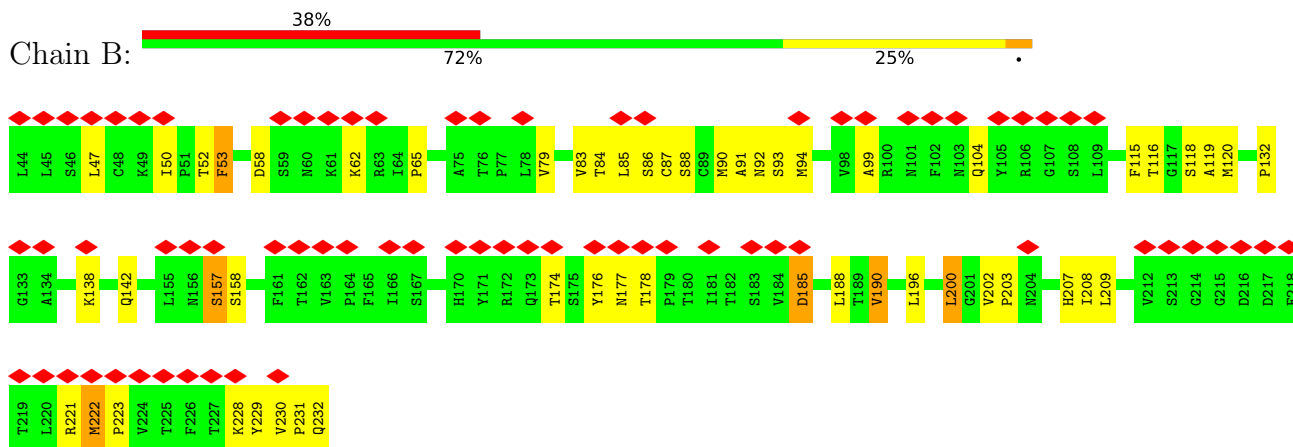 38%
Chain B:
72% 25% .
L44 L45 S46 L47 C48 K49 I50 P51 T52 F53 D58 S59 N60 K61 K62 R63 I64 P65 A75 T76 P77 L78 V79 V83 T84 L85 S86 C87 S88 C89 M90 A91 N92 S93 M94 V98 A99 R100 N101 F102 N103 Q104 Y105 R106 G107 S108 L109 F115 T116 G117 S118 A119 M120 P132
G133 A134 K138 Q142 L155 N156 S157 S158 F161 T162 V163 P164 F165 I166 S167 H170 Y171 R172 Q173 T174 S175 Y176 N177 T178 P179 T180 I181 T182 S183 V184 D185 L188 T189 V190 L196 L200 G201 V202 P203 N204 H207 I208 L209 V212 S213 G214 G215 D216 D217 F218
T219 L220 R221 M222 P223 V224 T225 F226 T227 K228 Y229 V230 P231 Q232